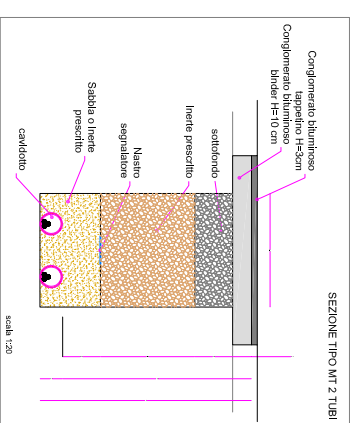 SEZIONE TIPO MT 2 TUBI
Conglomerato bituminoso
tappetino H=3cm
Conglomerato bituminoso
binder H=10 cm
sottofondo
Inerte prescritto
Nastro
segnalatore
Sabbia o Inerte
prescritto
cavidotto
scala 1:20